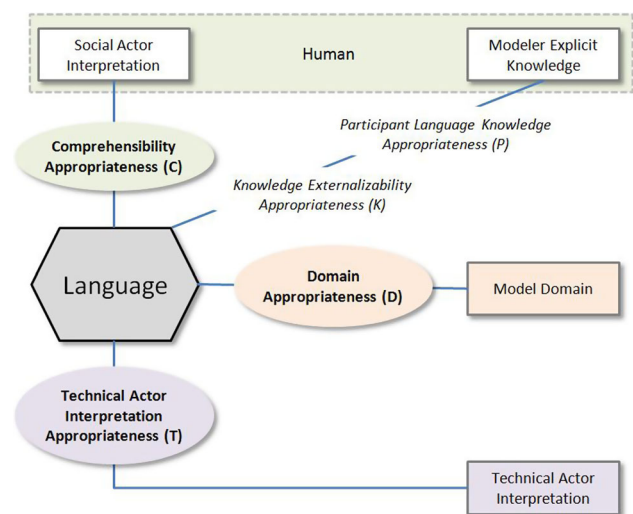 Social Actor
Interpretation
Human
Modeler Explicit
Knowledge
Participant Language Knowledge
Appropriateness (P)
Comprehensibility
Appropriateness (C)
Knowledge Externalizability
Appropriateness (K)
Language
Domain
Appropriateness (D)
Model Domain
Technical Actor
Interpretation
Appropriateness (T)
Technical Actor
Interpretation